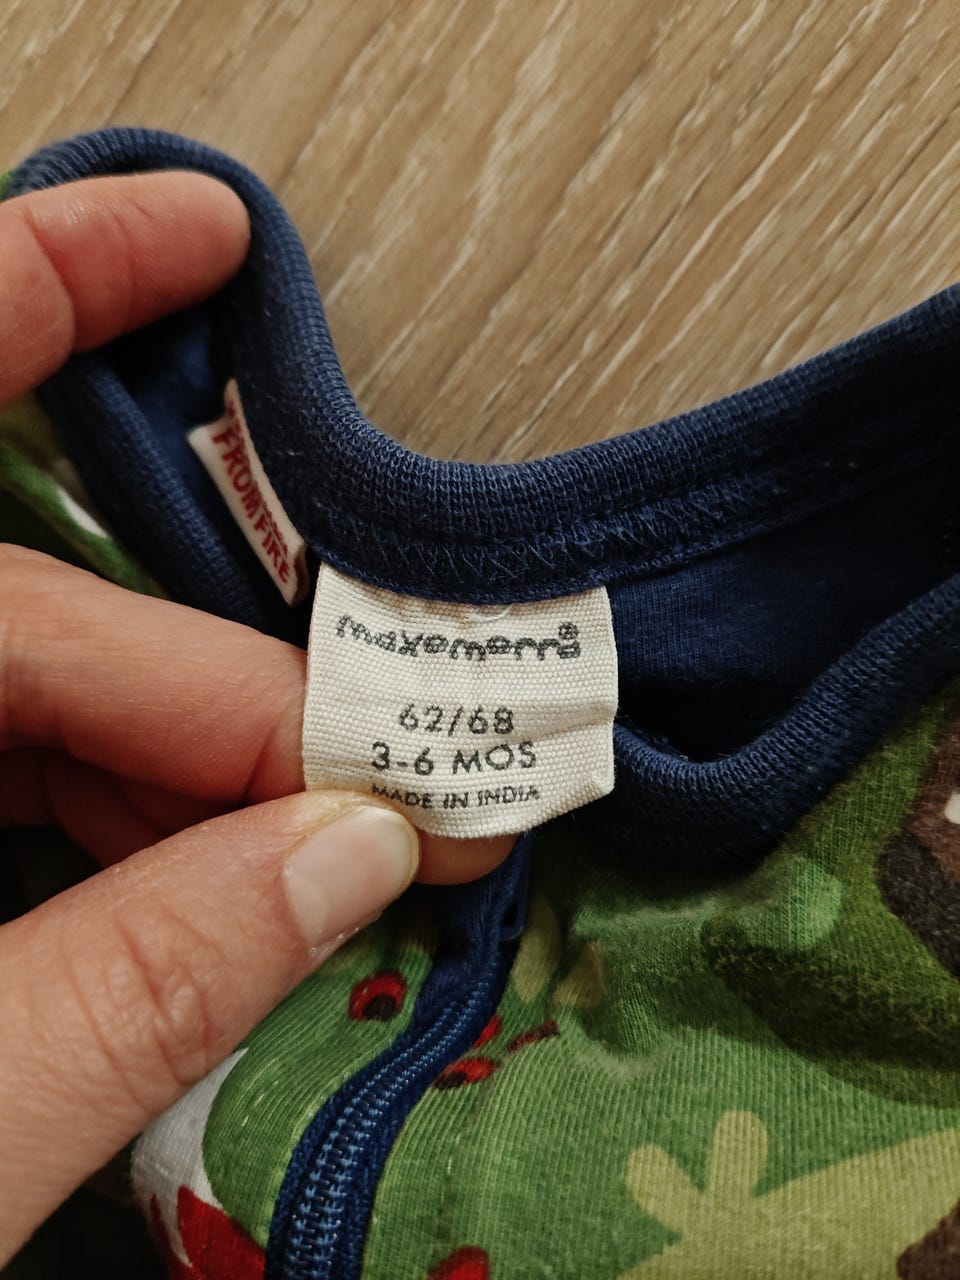 FROM FIRE
maxomorra®
62/68
3-6 MOS
MADE IN INDIA